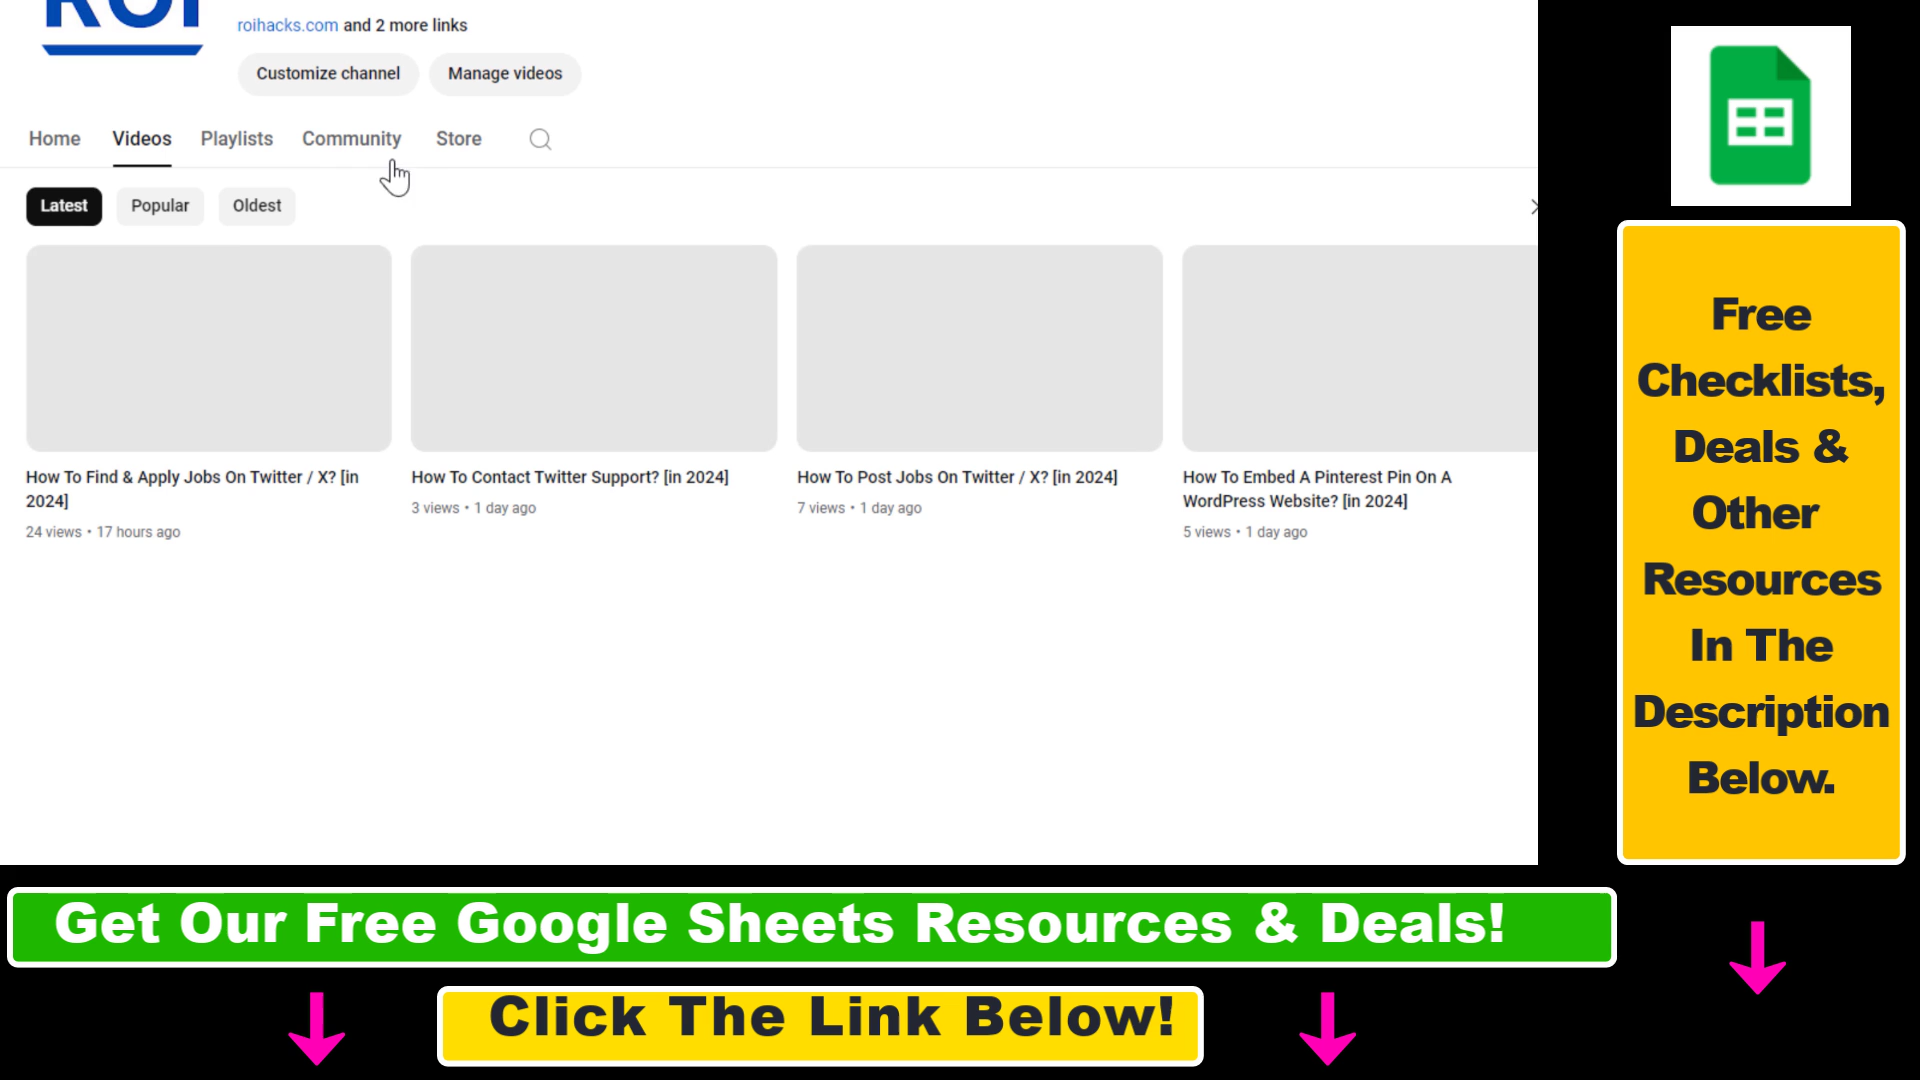 ROI
roihacks.com and 2 more links
Customize channel
Manage videos
Home
Videos
Playlists
Community
Store
Latest
Popular
Oldest
How To Find & Apply Jobs On Twitter / X? [in
2024]
24 views • 17 hours ago
How To Contact Twitter Support? [in 2024]
3 views • 1 day ago
How To Post Jobs On Twitter / X? [in 2024]
7 views • 1 day ago
How To Embed A Pinterest Pin On A
WordPress Website? [in 2024]
5 views • 1 day ago
Free
Checklists,
Deals &
Other
Resources
In The
Description
Below.
Get Our Free Google Sheets Resources & Deals!
Click The Link Below!